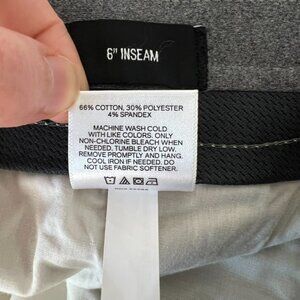 6" INSEAM
66% COTTON, 30% POLYESTER
4% SPANDEX
MACHINE WASH COLD
WITH LIKE COLORS. ONLY
NON-CHLORINE BLEACH WHEN
NEEDED. TUMBLE DRY LOW.
REMOVE PROMPTLY AND HANG.
COOL IRON IF NEEDED. DO
NOT USE FABRIC SOFTENER.